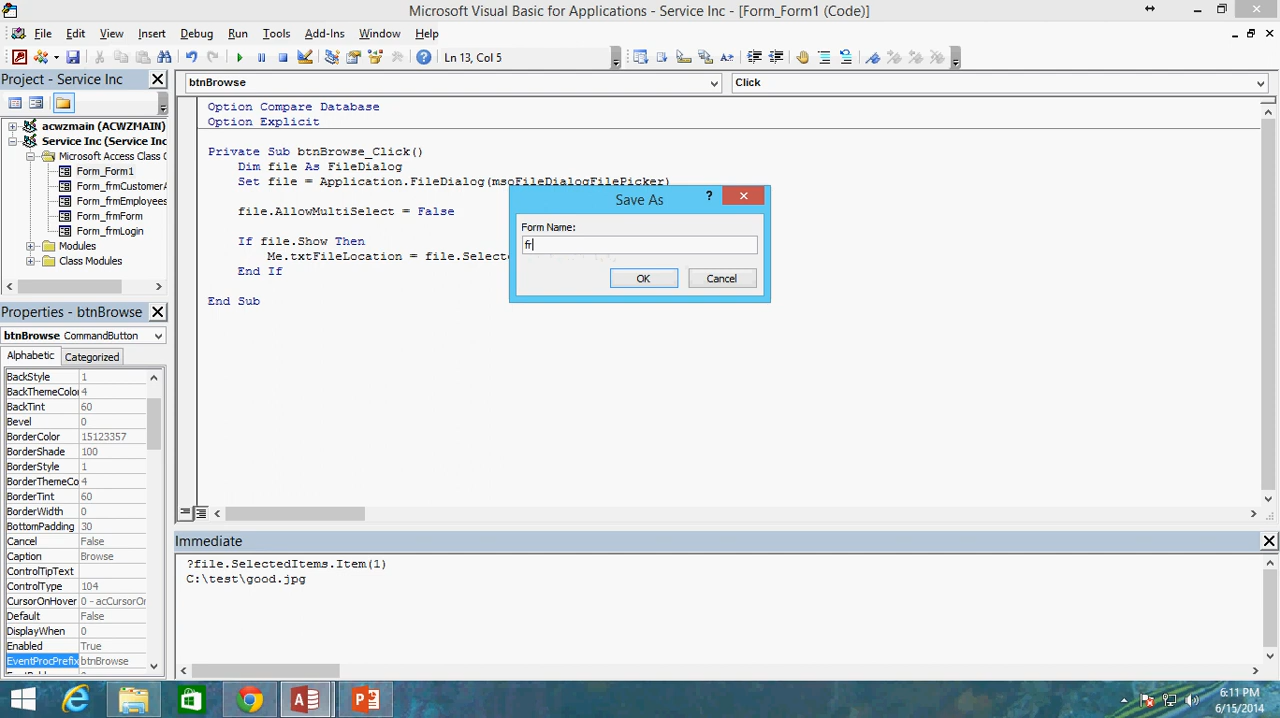 Microsoft Visual Basic for Applications - Service Inc - [Form_Form1 (Code)]
File Edit View Insert Format Debug Run Tools Add-Ins Window Help
Ln 13, Col 5
Project - Service Inc
acwzmain (ACWZMAIN)
Service Inc (Service Inc
Microsoft Access Class O
Form_Form1
Form_frmCustomerA
Form_frmEmployees
Form_frmForm
Form_frmLogin
Modules
Class Modules
Properties - btnBrowse
btnBrowse CommandButton
Alphabetic Categorized
BackStyle 1
BackThemeColor 4
BackTint 60
Bevel 0
BorderColor 15123357
BorderShade 100
BorderStyle 1
BorderThemeCo 4
BorderTint 60
BorderWidth 0
BottomPadding 30
Cancel False
Caption Browse
ControlTipText
ControlType 104
CursorOnHover 0 - acCursorOn
Default False
DisplayWhen 0
Enabled True
EventProcPrefix btnBrowse
btnBrowse Click
Option Compare Database
Option Explicit
Private Sub btnBrowse_Click()
Dim file As FileDialog
Set file = Application.FileDialog(msoFileDialogFilePicker)
file.AllowMultiSelect = False
If file.Show Then
Me.txtFileLocation = file.Selecte
End If
End Sub
Save As
?
Form Name:
fr
OK Cancel
Immediate
?file.SelectedItems.Item(1)
C:\test\good.jpg
6:11 PM
6/15/2014